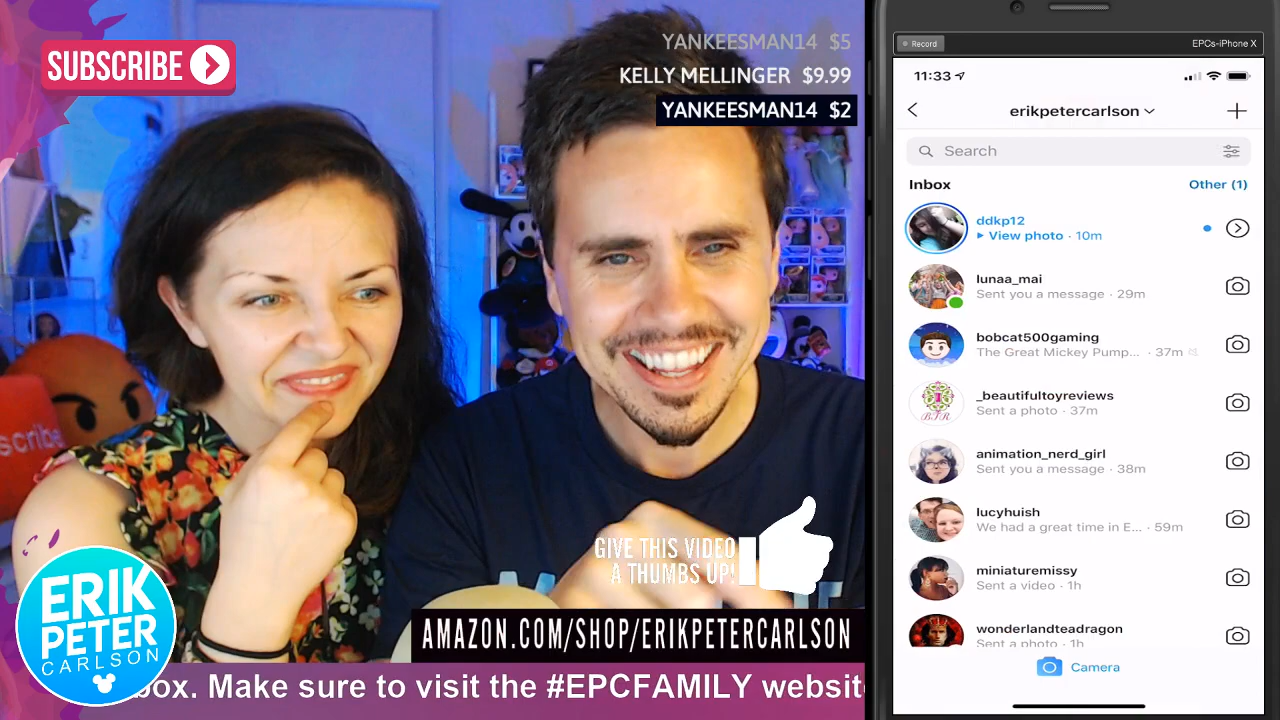 SUBSCRIBE
YANKEESMAN14 $5
KELLY MELLINGER $9.99
YANKEESMAN14 $2
scribe
GIVE THIS VIDEO
A THUMBS UP!
AMAZON.COM/SHOP/ERIKPETERCARLSON
ERIK
PETER
CARLSON
box. Make sure to visit the #EPCFAMILY website
Record
EPCs-iPhone X
11:33
erikpetercarlson
Search
Inbox
Other (1)
ddkp12
View photo · 10m
lunaa_mai
Sent you a message · 29m
bobcat500gaming
The Great Mickey Pump... · 37m
_beautifultoyreviews
Sent a photo · 37m
BTR
animation_nerd_girl
Sent you a message · 38m
lucyhuish
We had a great time in E... · 59m
miniaturemissy
Sent a video · 1h
wonderlandteadragon
Sent a photo · 1h
Camera